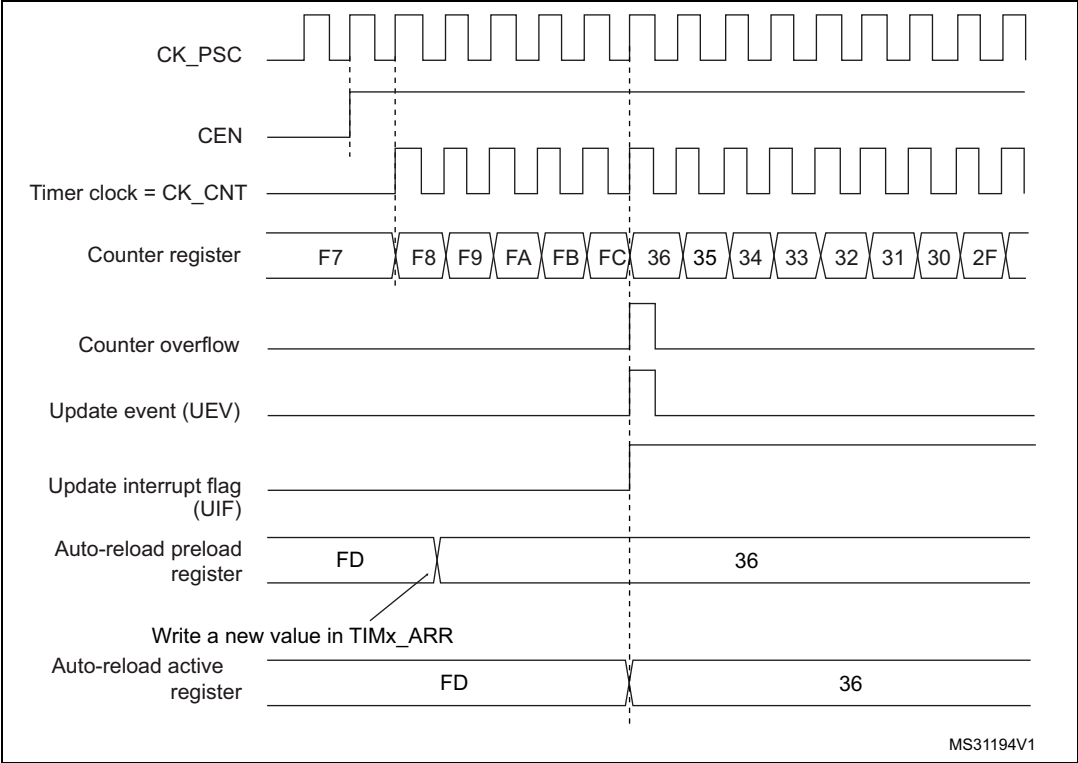 CK_PSC
CEN
Timer clock = CK_CNT
Counter register F7 F8 F9 FA FB FC 36 35 34 33 32 31 30 2F
Counter overflow
Update event (UEV)
Update interrupt flag
(UIF)
Auto-reload preload
register
FD 36
Write a new value in TIMx_ARR
Auto-reload active
register
FD 36
MS31194V1